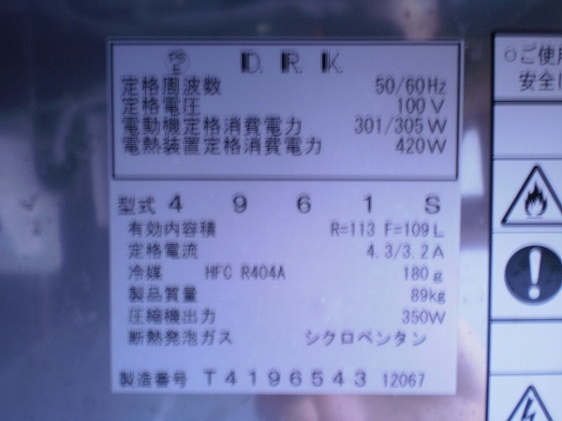 PS
E
D. R. K.
定格周波数 50/60Hz
定格電圧 100V
電動機定格消費電力 301/305W
電熱装置定格消費電力 420W
型式 4 9 6 1 S
有効内容積 R=113 F=109L
定格電流 4.3/3.2A
冷媒 HFC R404A 180g
製品質量 89kg
圧縮機出力 350W
断熱発泡ガス シクロペンタン
製造番号 T4196543 12067
○ご使用
安全に